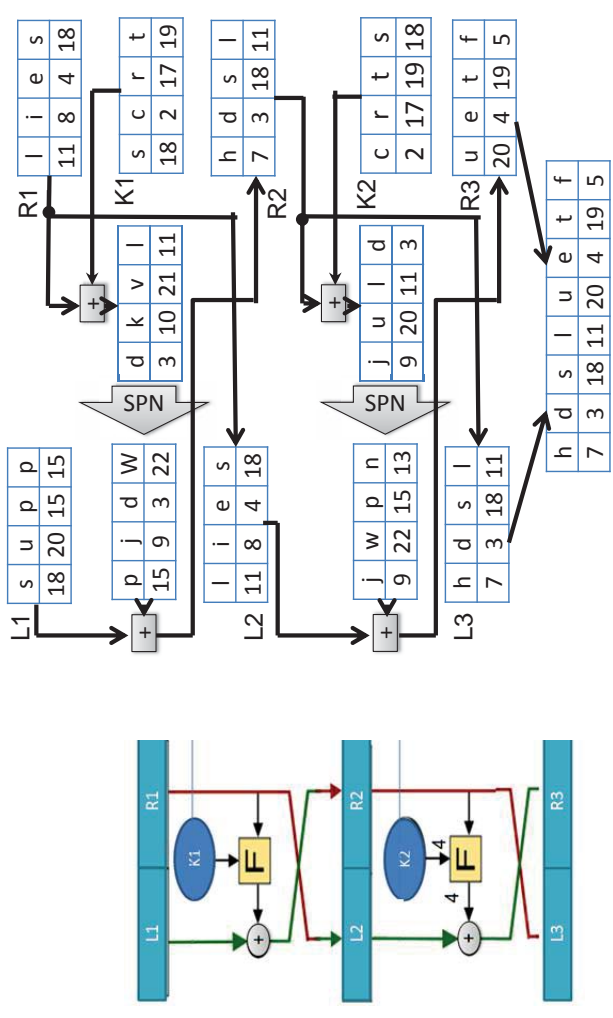 L1 R1
K1
F
+
L2 R2
K2
4 F 4
+
L3 R3
L1
s u p p
18 20 15 15
R1
l i e s
11 8 4 18
K1
s c r t
18 2 17 19
+
d k v l
3 10 21 11
SPN
p j d W
15 9 3 22
+
L2
l i e s
11 8 4 18
R2
h d s l
7 3 18 11
K2
c r t s
2 17 19 18
+
j u l d
9 20 11 3
SPN
j w p n
9 22 15 13
+
L3
h d s l
7 3 18 11
R3
u e t f
20 4 19 5
h d s l u e t f
7 3 18 11 20 4 19 5